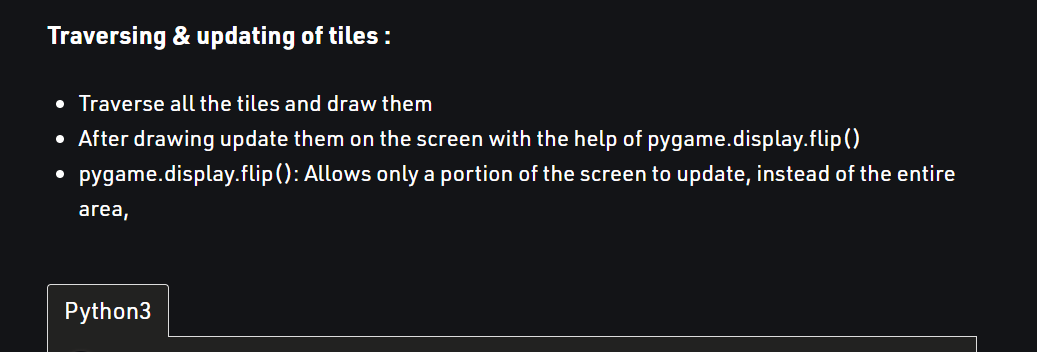 Traversing & updating of tiles :
• Traverse all the tiles and draw them
• After drawing update them on the screen with the help of pygame.display.flip()
• pygame.display.flip(): Allows only a portion of the screen to update, instead of the entire
area,
Python3